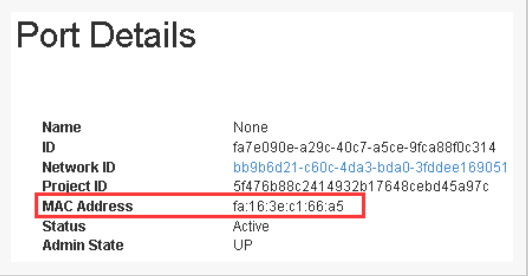 Port Details
Name None
ID fa7e090e-a29c-40c7-a5ce-9fca88f0c314
Network ID bb9b6d21-c60c-4da3-bda0-3fddee169051
Project ID 5f476b88c2414932b17648cebd45a97c
MAC Address fa:16:3e:c1:66:a5
Status Active
Admin State UP